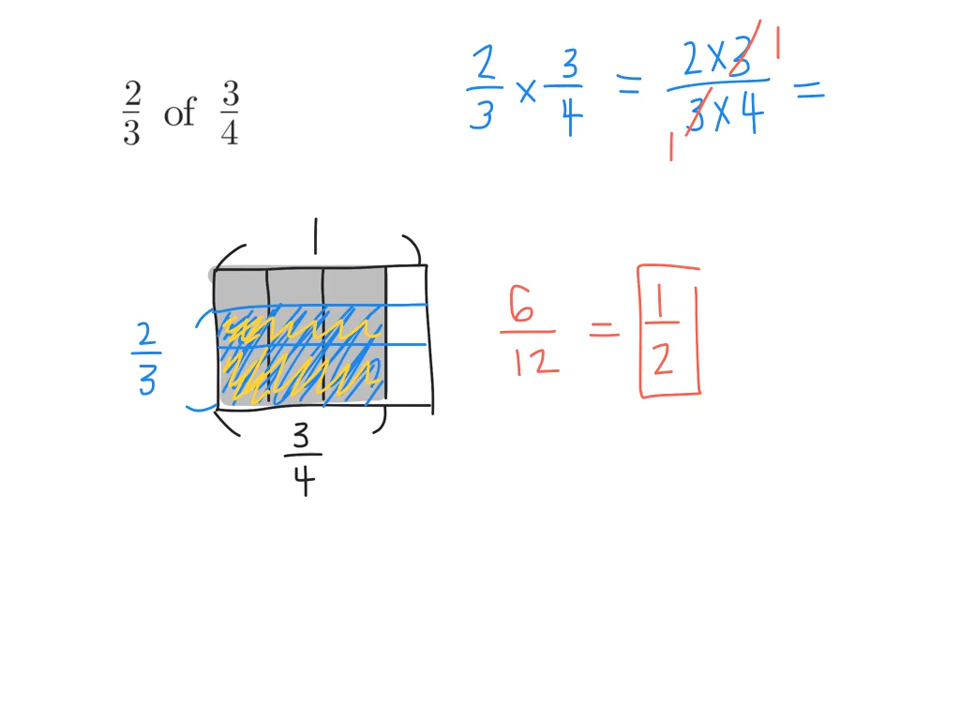 2/3 of 3/4
2/3 × 3/4 = 2×3/3×4 =
1
1
1
2/3
3/4
6/12 = 1/2